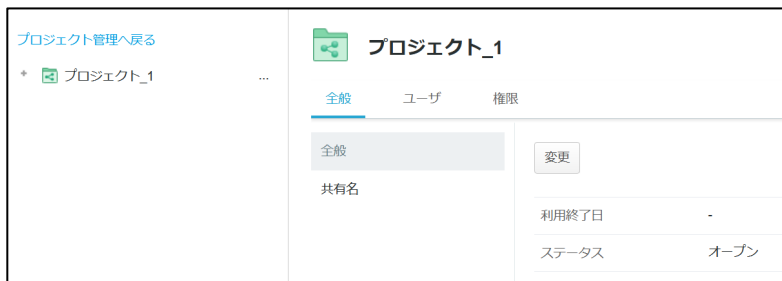 プロジェクト管理へ戻る
プロジェクト_1 ...
プロジェクト_1
全般 ユーザ 権限
全般
共有名
変更
利用終了日 -
ステータス オープン